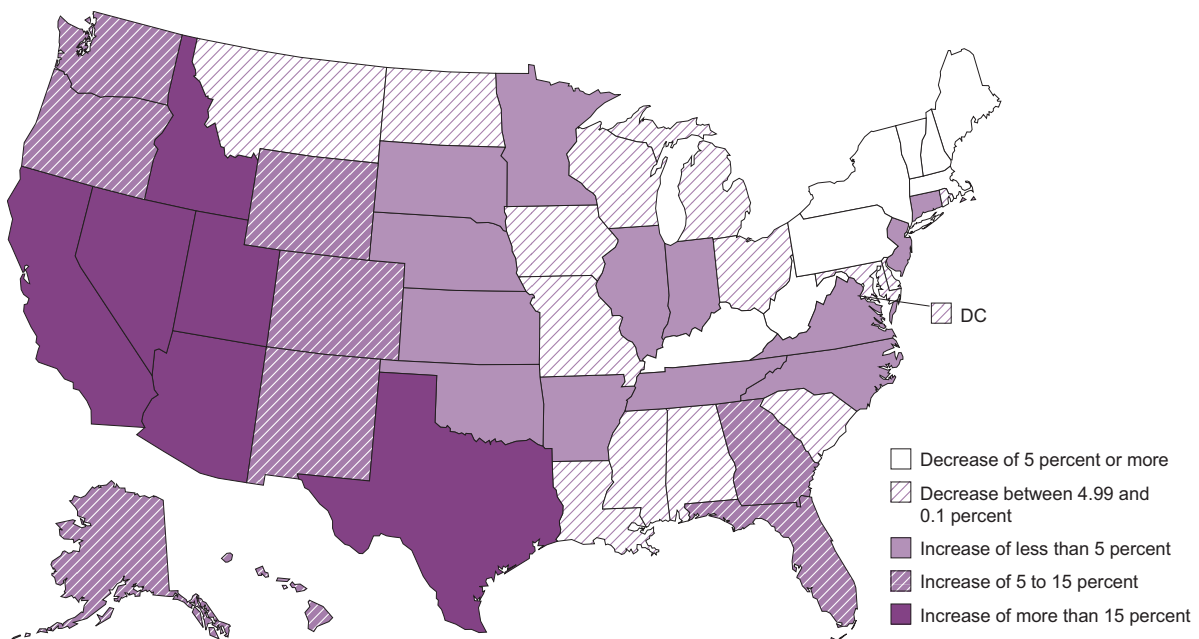 DC
Decrease of 5 percent or more
Decrease between 4.99 and
0.1 percent
Increase of less than 5 percent
Increase of 5 to 15 percent
Increase of more than 15 percent